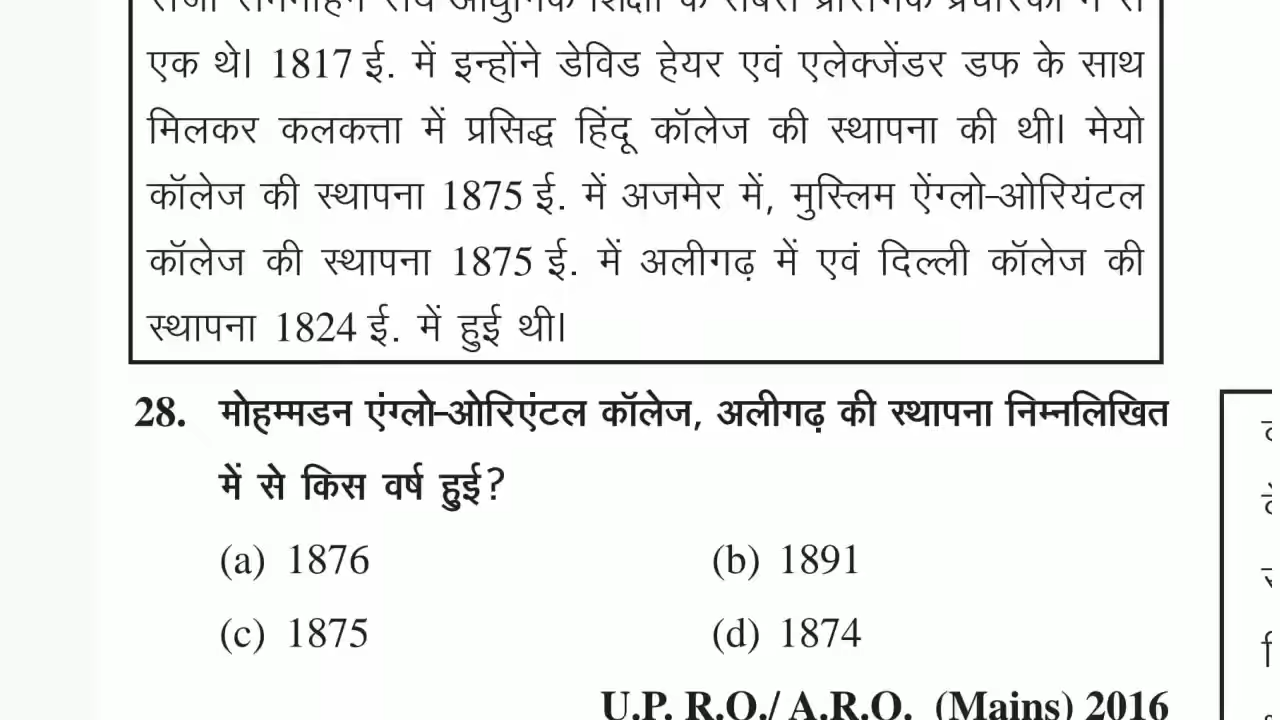 एक थे। 1817 ई. में इन्होंने डेविड हेयर एवं एलेक्जेंडर डफ के साथ
मिलकर कलकत्ता में प्रसिद्ध हिंदू कॉलेज की स्थापना की थी। मेयो
कॉलेज की स्थापना 1875 ई. में अजमेर में, मुस्लिम ऐंग्लो-ओरियंटल
कॉलेज की स्थापना 1875 ई. में अलीगढ़ में एवं दिल्ली कॉलेज की
स्थापना 1824 ई. में हुई थी।
28. मोहम्मडन एंग्लो-ओरिएंटल कॉलेज, अलीगढ़ की स्थापना निम्नलिखित
में से किस वर्ष हुई?
(a) 1876 (b) 1891
(c) 1875 (d) 1874
U.P. R.O./ A.R.O. (Mains) 2016